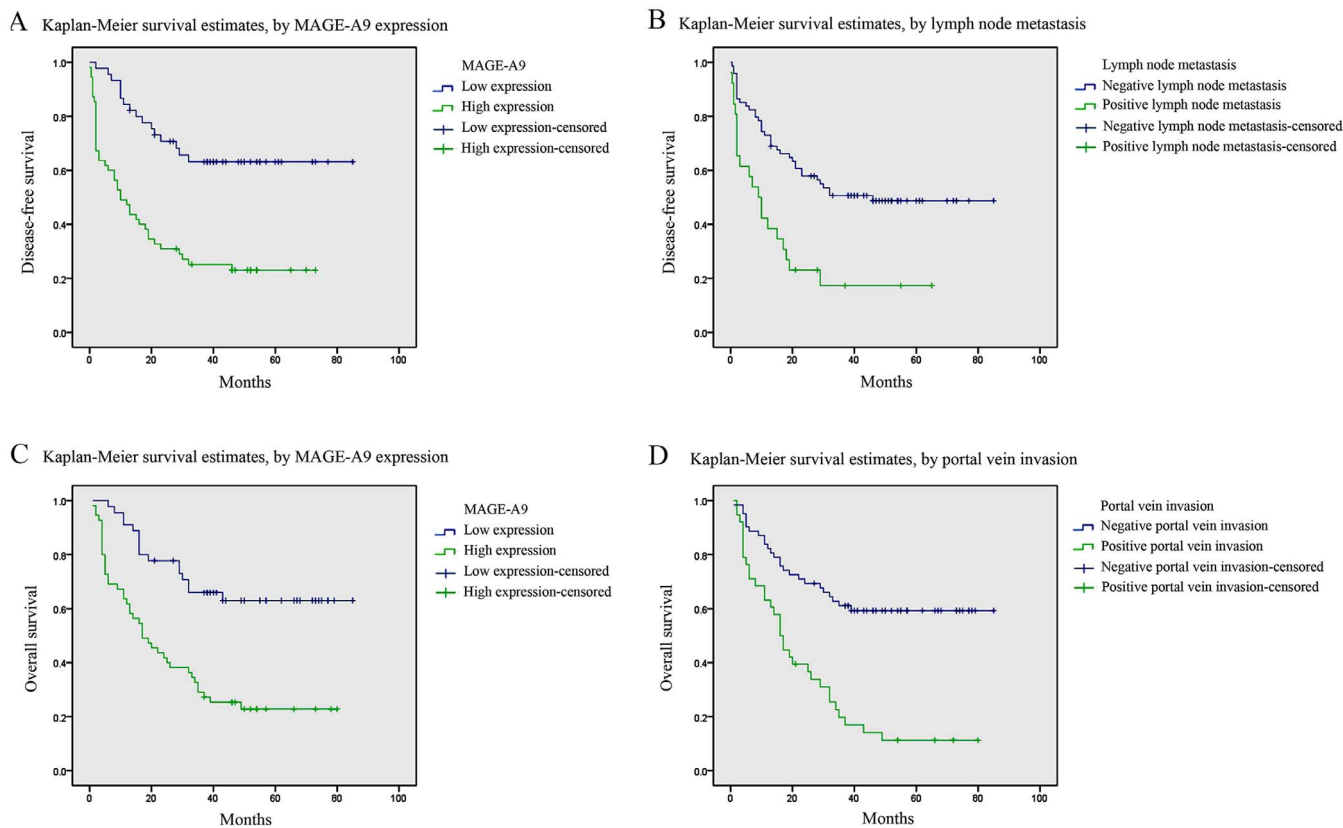 A Kaplan-Meier survival estimates, by MAGE-A9 expression
MAGE-A9
Low expression
High expression
Low expression-censored
High expression-censored
Disease-free survival
1.0
0.8
0.6
0.4
0.2
0.0
0 20 40 60 80 100
Months
B Kaplan-Meier survival estimates, by lymph node metastasis
Lymph node metastasis
Negative lymph node metastasis
Positive lymph node metastasis
Negative lymph node metastasis-censored
Positive lymph node metastasis-censored
Disease-free survival
1.0
0.8
0.6
0.4
0.2
0.0
0 20 40 60 80 100
Months
C Kaplan-Meier survival estimates, by MAGE-A9 expression
MAGE-A9
Low expression
High expression
Low expression-censored
High expression-censored
Overall survival
1.0
0.8
0.6
0.4
0.2
0.0
0 20 40 60 80 100
Months
D Kaplan-Meier survival estimates, by portal vein invasion
Portal vein invasion
Negative portal vein invasion
Positive portal vein invasion
Negative portal vein invasion-censored
Positive portal vein invasion-censored
Overall survival
1.0
0.8
0.6
0.4
0.2
0.0
0 20 40 60 80 100
Months